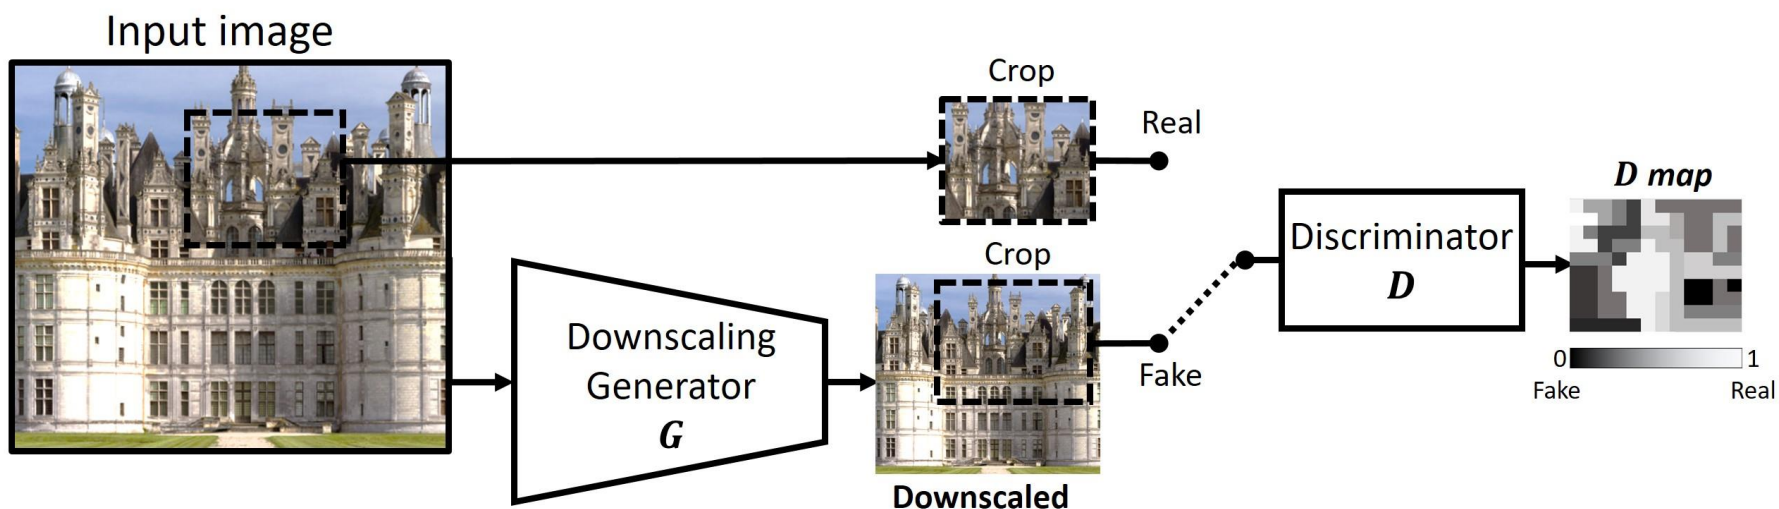 Input image
Crop
Real
Crop
Downscaling
Generator
G
Downscaled
Fake
Discriminator
D
D map
0 1
Fake Real